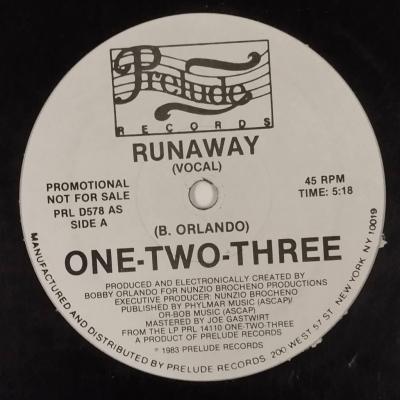 Prelude
RECORDS
RUNAWAY
(VOCAL)
PROMOTIONAL
NOT FOR SALE
PRL D578 AS
SIDE A
45 RPM
TIME: 5:18
(B. ORLANDO)
ONE-TWO-THREE
PRODUCED AND ELECTRONICALLY CREATED BY
BOBBY ORLANDO FOR NUNZIO BROCHENO PRODUCTIONS
EXECUTIVE PRODUCER: NUNZIO BROCHENO
PUBLISHED BY PHYLMAR MUSIC (ASCAP)/
OR-BOB MUSIC (ASCAP)
MASTERED BY JOE GASTWIRT
FROM THE LP PRL 14110 ONE-TWO-THREE
A PRODUCT OF PRELUDE RECORDS
© 1983 PRELUDE RECORDS
MANUFACTURED AND DISTRIBUTED BY PRELUDE RECORDS 200 WEST 57 ST. NEW YORK, NY 10019